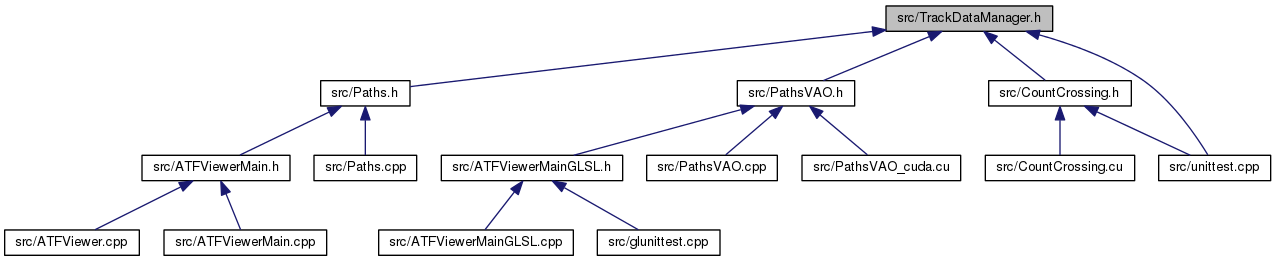 src/TrackDataManager.h
src/Paths.h
src/PathsVAO.h
src/CountCrossing.h
src/ATFViewerMain.h
src/Paths.cpp
src/ATFViewerMainGLSL.h
src/PathsVAO.cpp
src/PathsVAO_cuda.cu
src/CountCrossing.cu
src/unittest.cpp
src/ATFViewer.cpp
src/ATFViewerMain.cpp
src/ATFViewerMainGLSL.cpp
src/glunittest.cpp